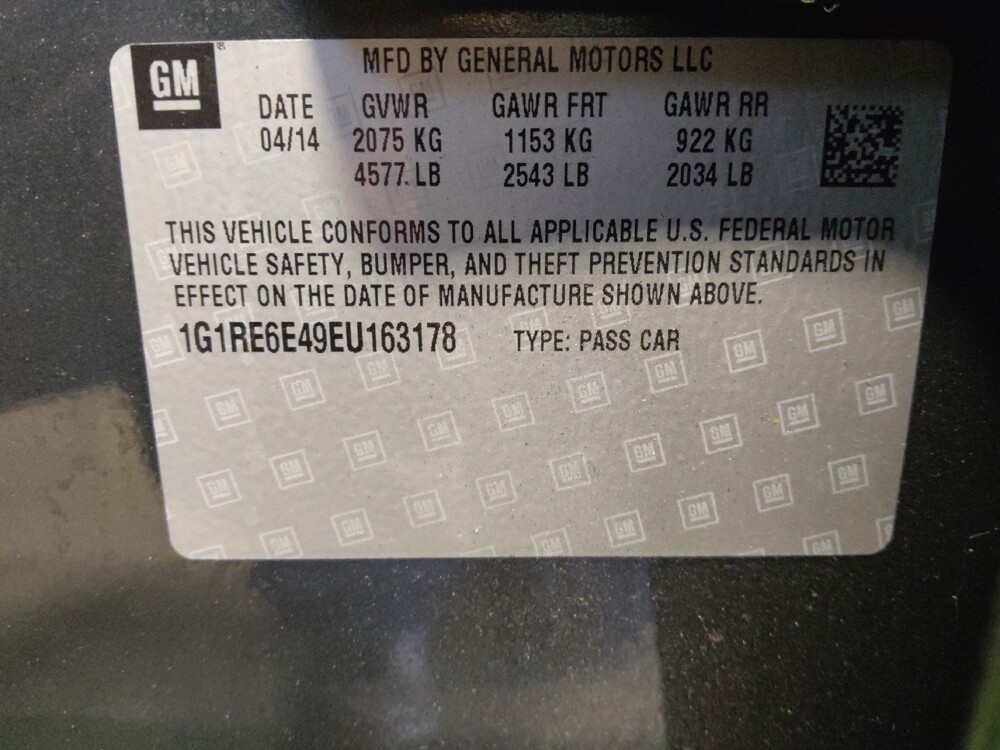 GM
MFD BY GENERAL MOTORS LLC
DATE GVWR GAWR FRT GAWR RR
04/14 2075 KG 1153 KG 922 KG
4577 LB 2543 LB 2034 LB
THIS VEHICLE CONFORMS TO ALL APPLICABLE U.S. FEDERAL MOTOR
VEHICLE SAFETY, BUMPER, AND THEFT PREVENTION STANDARDS IN
EFFECT ON THE DATE OF MANUFACTURE SHOWN ABOVE.
1G1RE6E49EU163178 TYPE: PASS CAR